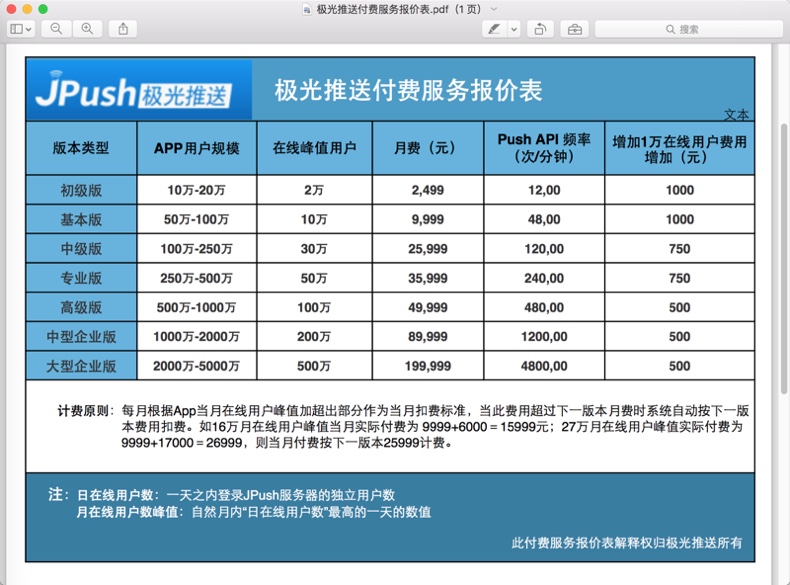 极光推送付费服务报价表.pdf（1 页）
搜索
JPush极光推送
极光推送付费服务报价表
文本
版本类型 APP用户规模 在线峰值用户 月费（元） Push API 频率（次/分钟） 增加1万在线用户费用增加（元）
初级版 10万-20万 2万 2,499 12,00 1000
基本版 50万-100万 10万 9,999 48,00 1000
中级版 100万-250万 30万 25,999 120,00 750
专业版 250万-500万 50万 35,999 240,00 750
高级版 500万-1000万 100万 49,999 480,00 500
中型企业版 1000万-2000万 200万 89,999 1200,00 500
大型企业版 2000万-5000万 500万 199,999 4800,00 500
计费原则：每月根据App当月在线用户峰值加超出部分作为当月扣费标准，当此费用超过下一版本月费时系统自动按下一版
本费用扣费。如16万月在线用户峰值当月实际付费为 9999+6000＝15999元；27万月在线用户峰值实际付费为
9999+17000＝26999，则当月付费按下一版本25999计费。
注：日在线用户数：一天之内登录JPush服务器的独立用户数
月在线用户数峰值：自然月内“日在线用户数”最高的一天的数值
此付费服务报价表解释权归极光推送所有